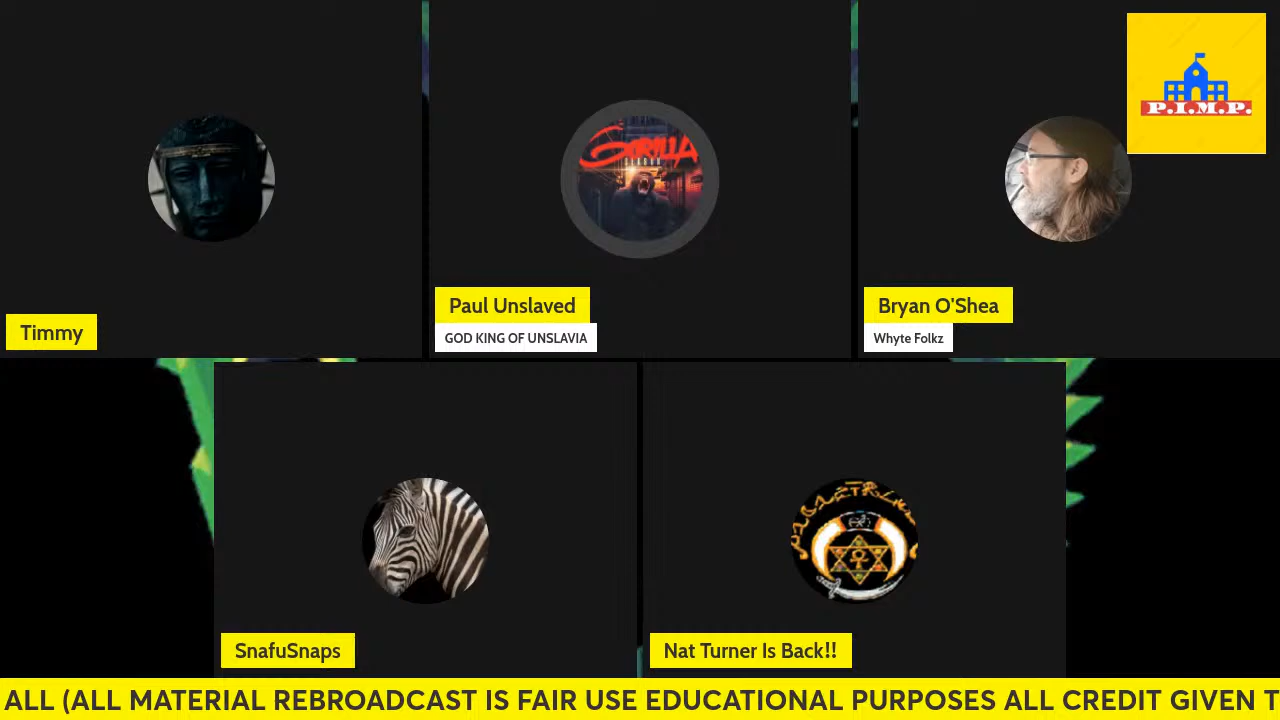 P.I.M.P.
GORILLA
Timmy
Paul Unslaved
GOD KING OF UNSLAVIA
Bryan O'Shea
Whyte Folkz
SnafuSnaps
Nat Turner Is Back!!
ALL (ALL MATERIAL REBROADCAST IS FAIR USE EDUCATIONAL PURPOSES ALL CREDIT GIVEN T